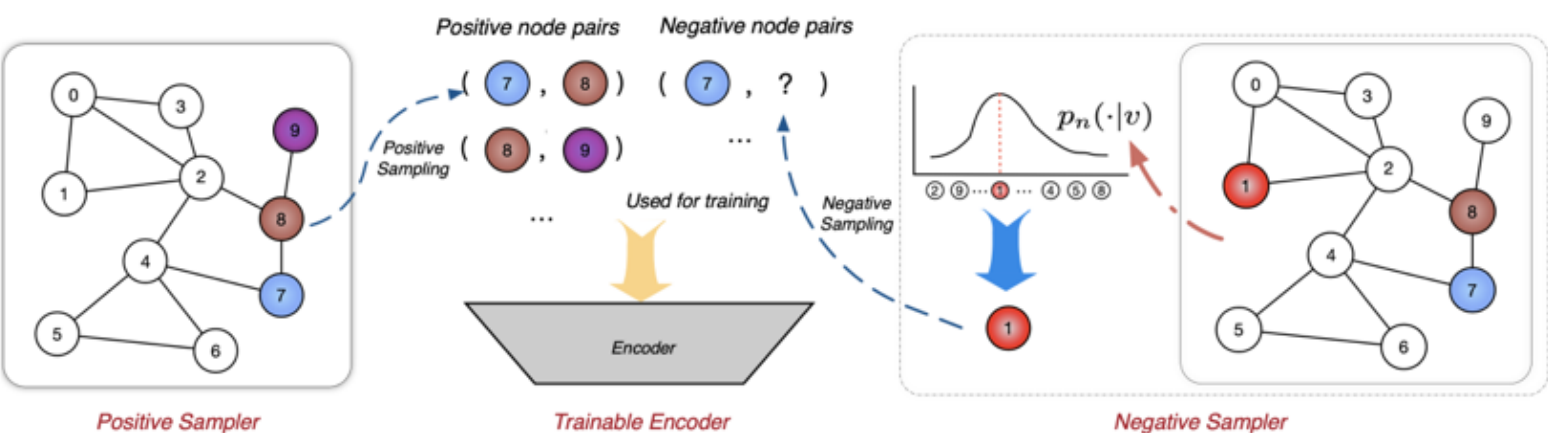 Positive node pairs
Negative node pairs
( 7 , 8 )
( 7 , ? )
( 8 , 9 )
...
...
Positive
Sampling
Used for training
Negative
Sampling
Encoder
0
3
9
1
2
8
4
7
5
6
pₙ(·|v)
2 9 ... 1 ... 4 5 8
1
0
3
9
1
2
8
4
7
5
6
Positive Sampler
Trainable Encoder
Negative Sampler